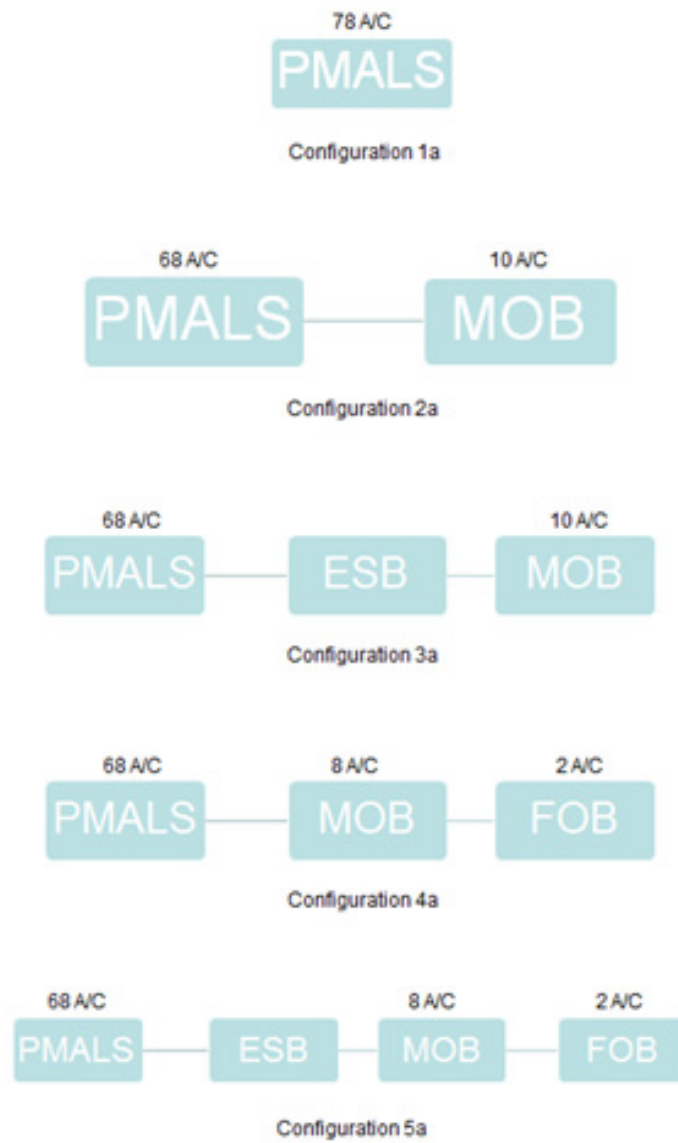 78 A/C
PMALS
Configuration 1a
68 A/C 10 A/C
PMALS MOB
Configuration 2a
68 A/C 10 A/C
PMALS ESB MOB
Configuration 3a
68 A/C 8 A/C 2 A/C
PMALS MOB FOB
Configuration 4a
68 A/C 8 A/C 2 A/C
PMALS ESB MOB FOB
Configuration 5a